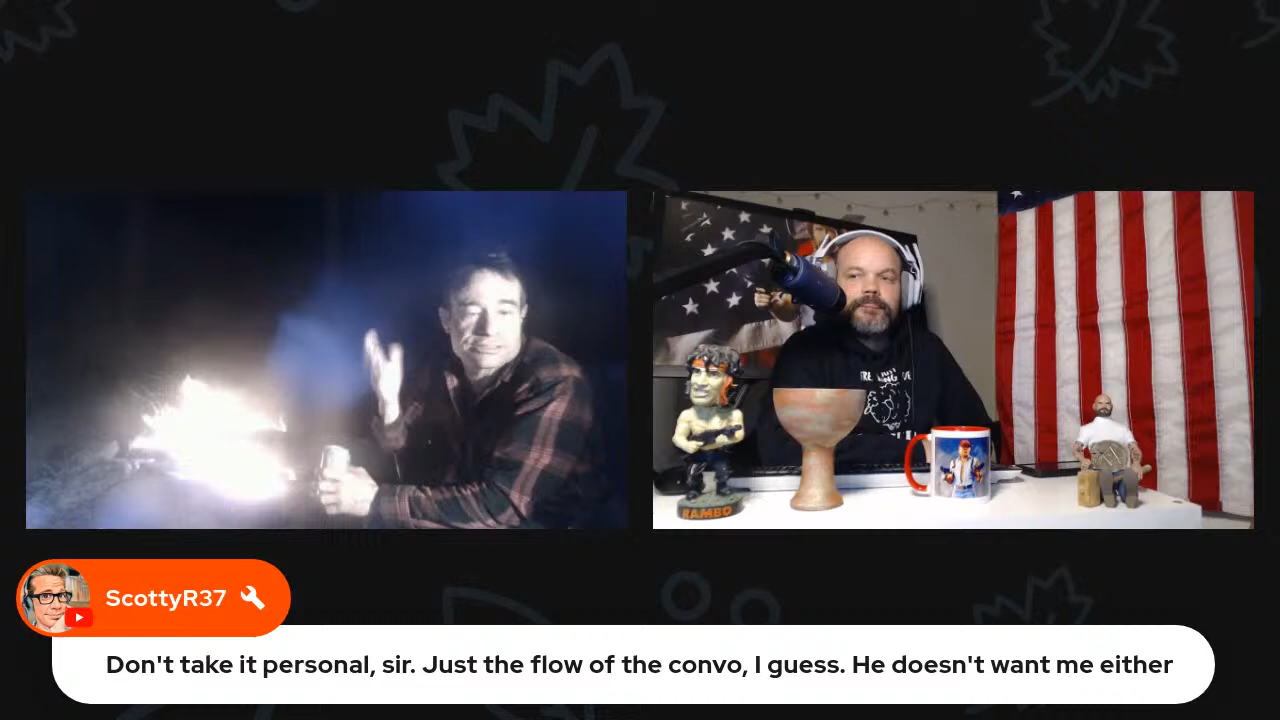 RAMBO
ScottyR37
Don't take it personal, sir. Just the flow of the convo, I guess. He doesn't want me either